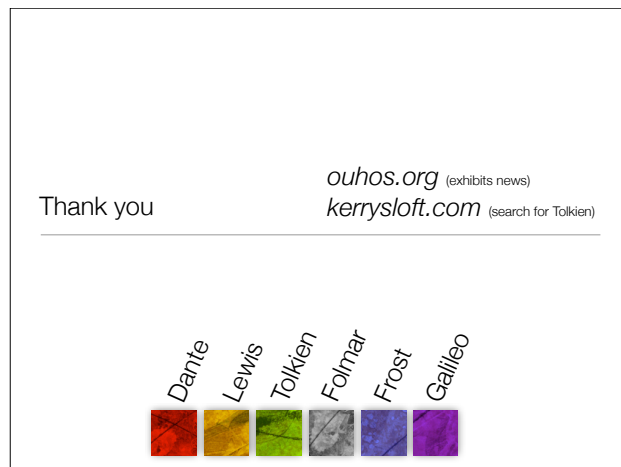 ouhos.org (exhibits news)
Thank you
kerrysloft.com (search for Tolkien)
Dante
Lewis
Tolkien
Folmar
Frost
Galileo